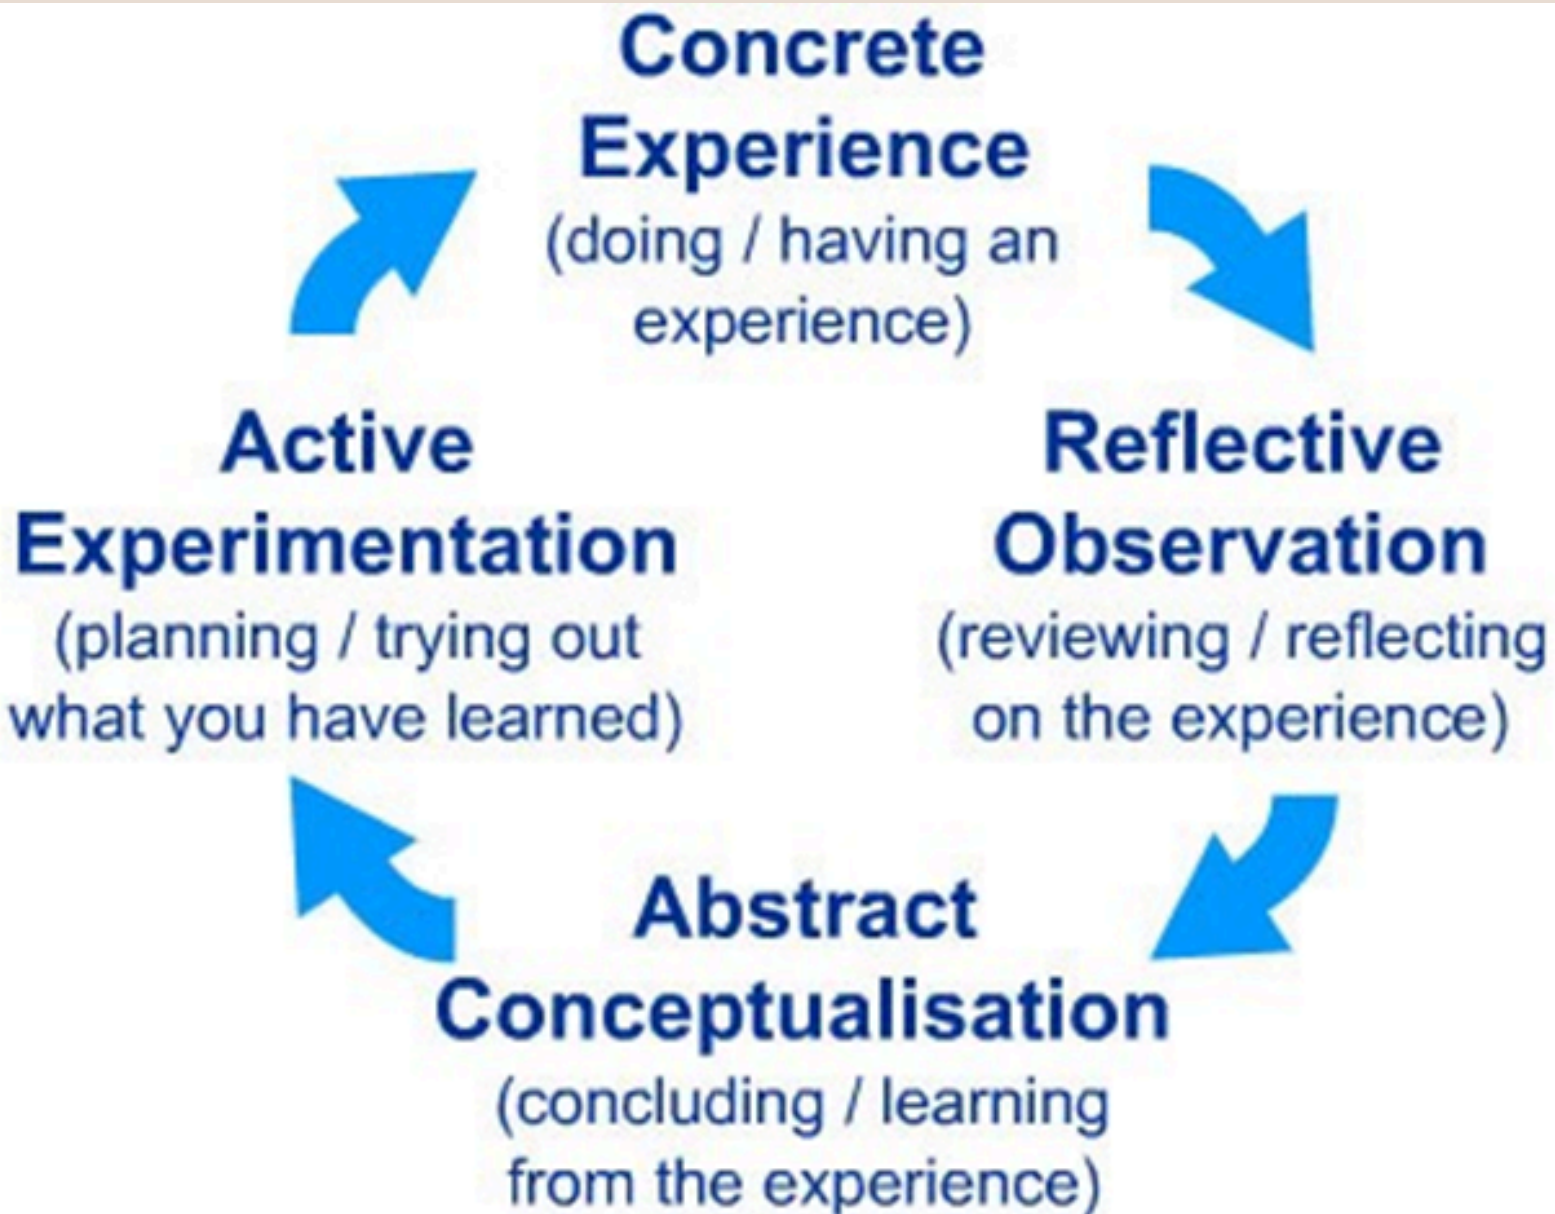 Concrete
Experience
(doing / having an
experience)
Reflective
Observation
(reviewing / reflecting
on the experience)
Abstract
Conceptualisation
(concluding / learning
from the experience)
Active
Experimentation
(planning / trying out
what you have learned)